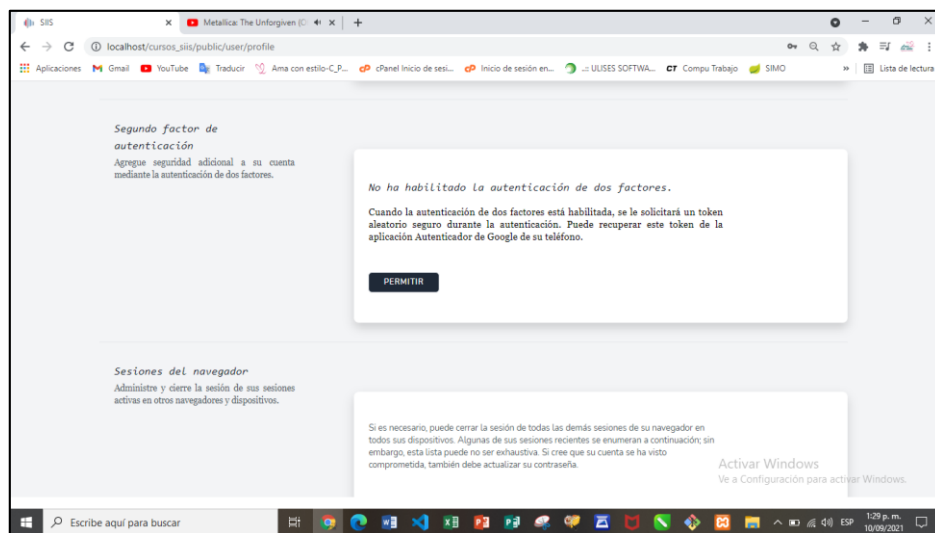 SIIS
Metallica: The Unforgiven (O
localhost/cursos_siis/public/user/profile
Aplicaciones Gmail YouTube Traducir Ama con estilo-C_P... cPanel Inicio de sesi... Inicio de sesión en... ..:: ULISES SOFTWA... CT Compu Trabajo SIMO » Lista de lectura
Segundo factor de
autenticación
Agregue seguridad adicional a su cuenta
mediante la autenticación de dos factores.
No ha habilitado la autenticación de dos factores.
Cuando la autenticación de dos factores está habilitada, se le solicitará un token
aleatorio seguro durante la autenticación. Puede recuperar este token de la
aplicación Autenticador de Google de su teléfono.
PERMITIR
Sesiones del navegador
Administre y cierre la sesión de sus sesiones
activas en otros navegadores y dispositivos.
Si es necesario, puede cerrar la sesión de todas las demás sesiones de su navegador en
todos sus dispositivos. Algunas de sus sesiones recientes se enumeran a continuación; sin
embargo, esta lista puede no ser exhaustiva. Si cree que su cuenta se ha visto
comprometida, también debe actualizar su contraseña.
Activar Windows
Ve a Configuración para activar Windows.
Escribe aquí para buscar
ESP
1:29 p. m.
10/09/2021